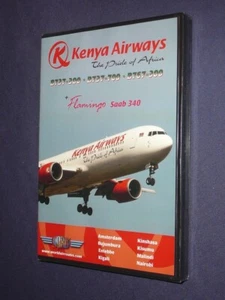 Kenya Airways
The Pride of Africa
B737-300 - B737-700 - B767-300
Flamingo Saab 340
KENYA AIRWAYS
The Pride of Africa
Amsterdam Kinshasa
Bujumbura Kisumu
Entebbe Malindi
Kigali Nairobi